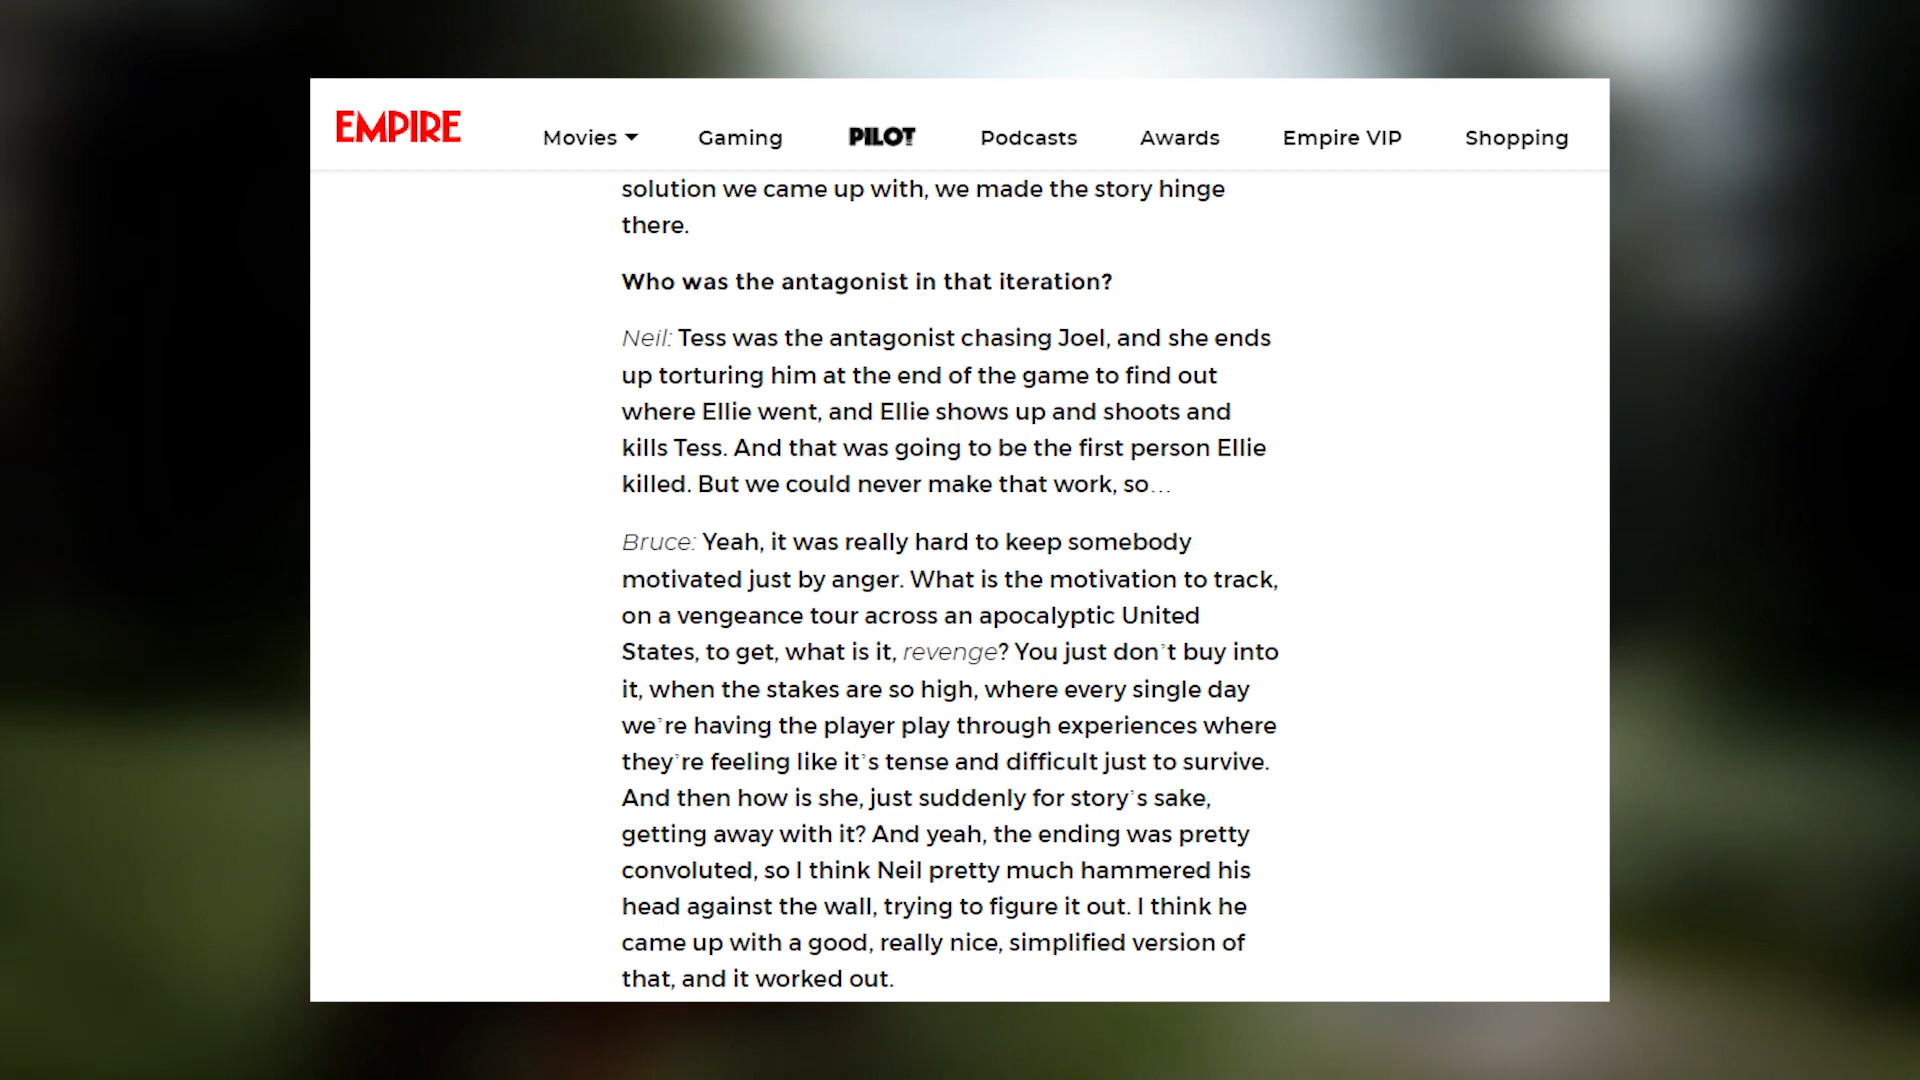 EMPIRE
Movies Gaming PILOT Podcasts Awards Empire VIP Shopping
solution we came up with, we made the story hinge
there.
Who was the antagonist in that iteration?
Neil: Tess was the antagonist chasing Joel, and she ends
up torturing him at the end of the game to find out
where Ellie went, and Ellie shows up and shoots and
kills Tess. And that was going to be the first person Ellie
killed. But we could never make that work, so…
Bruce: Yeah, it was really hard to keep somebody
motivated just by anger. What is the motivation to track,
on a vengeance tour across an apocalyptic United
States, to get, what is it, revenge? You just don't buy into
it, when the stakes are so high, where every single day
we're having the player play through experiences where
they're feeling like it's tense and difficult just to survive.
And then how is she, just suddenly for story's sake,
getting away with it? And yeah, the ending was pretty
convoluted, so I think Neil pretty much hammered his
head against the wall, trying to figure it out. I think he
came up with a good, really nice, simplified version of
that, and it worked out.